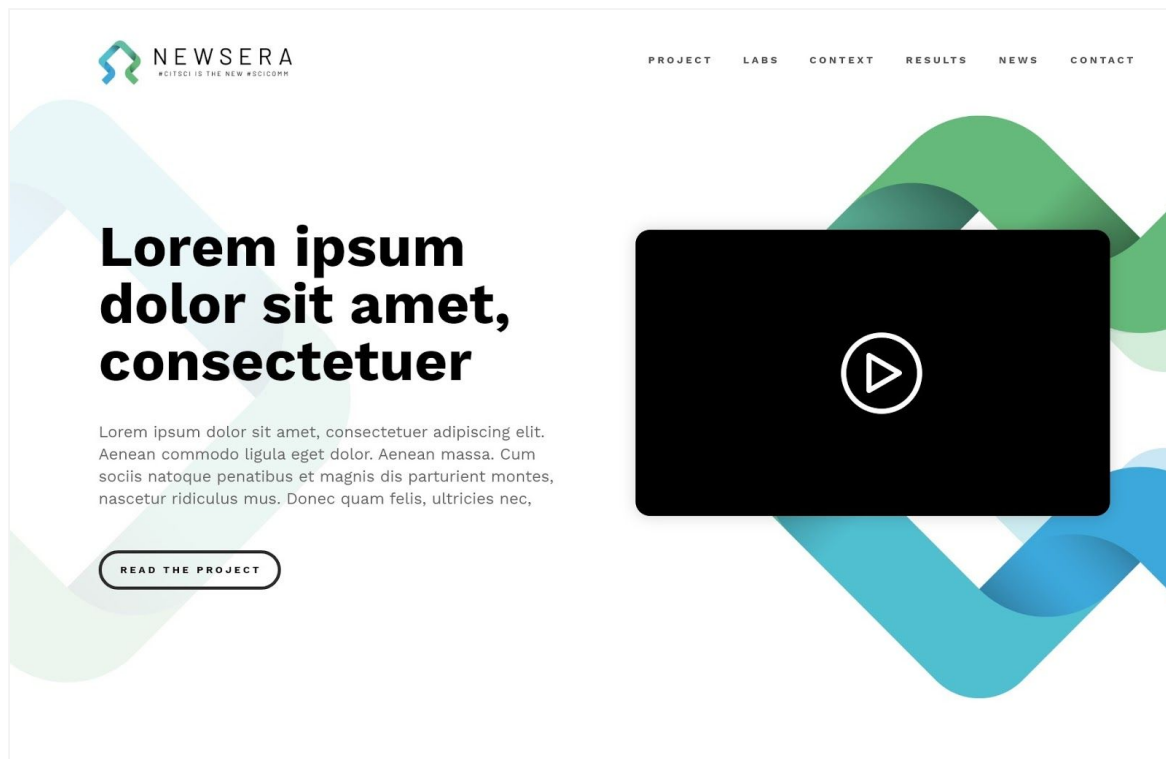 NEWSERA
#CITSCI IS THE NEW #SCICOMM
PROJECT LABS CONTEXT RESULTS NEWS CONTACT
Lorem ipsum
dolor sit amet,
consectetuer
Lorem ipsum dolor sit amet, consectetuer adipiscing elit.
Aenean commodo ligula eget dolor. Aenean massa. Cum
sociis natoque penatibus et magnis dis parturient montes,
nascetur ridiculus mus. Donec quam felis, ultricies nec,
READ THE PROJECT